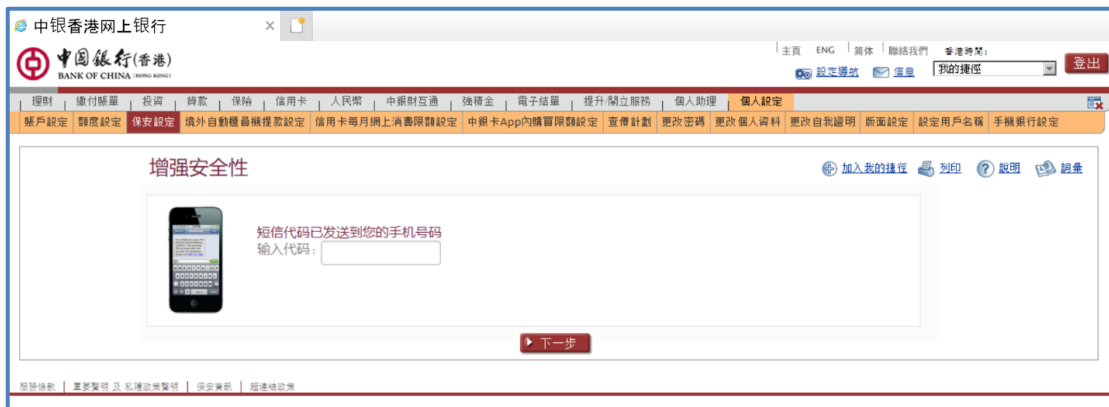 中银香港网上银行
中國銀行(香港)
BANK OF CHINA (HONG KONG)
主頁 ENG 简体 聯絡我們 香港時間:
設定導航 信息 我的捷徑 登出
理財 繳付賬單 投資 貸款 保險 信用卡 人民幣 中銀財互通 強積金 電子結單 提升/開立服務 個人助理 個人設定
賬戶設定 額度設定 保安設定 境外自動櫃員機提款設定 信用卡每月網上消費限額設定 中銀卡App內購買限額設定 查價計劃 更改密碼 更改個人資料 更改自我證明 版面設定 設定用戶名稱 手機銀行設定
增强安全性
加入我的捷徑 列印 說明 詞彙
短信代码已发送到您的手机号码
输入代码:
下一步
服務條款 重要聲明 及 私隱政策聲明 保安資訊 超連結政策